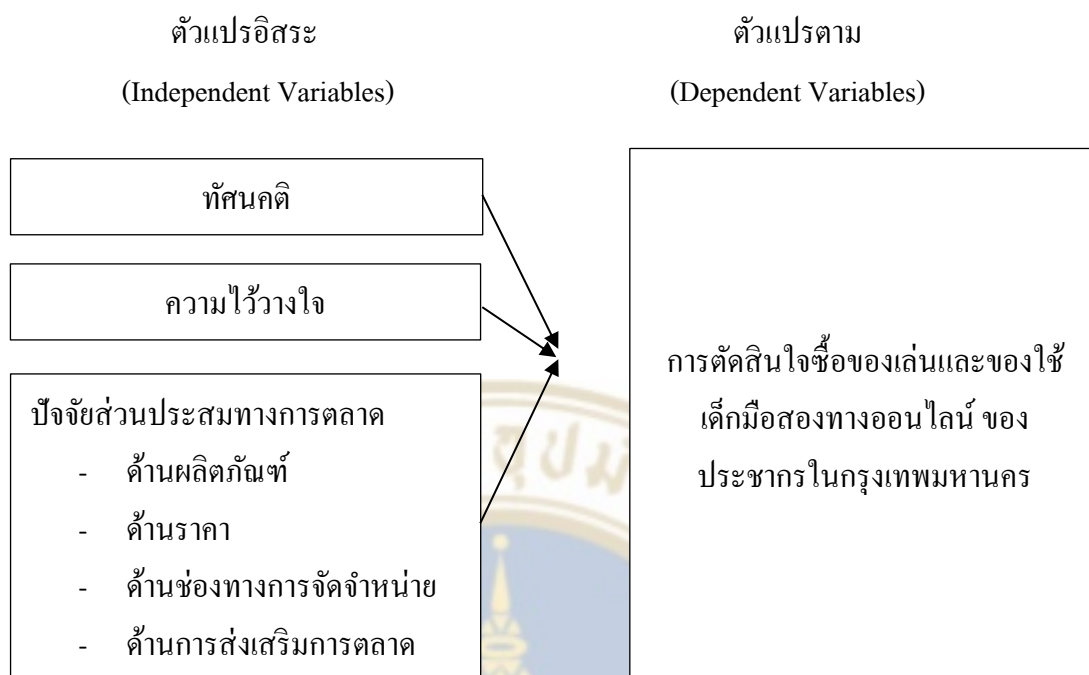 ตัวแปรอิสระ
(Independent Variables)
ตัวแปรตาม
(Dependent Variables)
ทัศนคติ
ความไว้วางใจ
ปัจจัยส่วนประสมทางการตลาด
- ด้านผลิตภัณฑ์
- ด้านราคา
- ด้านช่องทางการจัดจำหน่าย
- ด้านการส่งเสริมการตลาด
การตัดสินใจซื้อของเล่นและของใช้
เด็กมือสองทางออนไลน์ ของ
ประชากรในกรุงเทพมหานคร